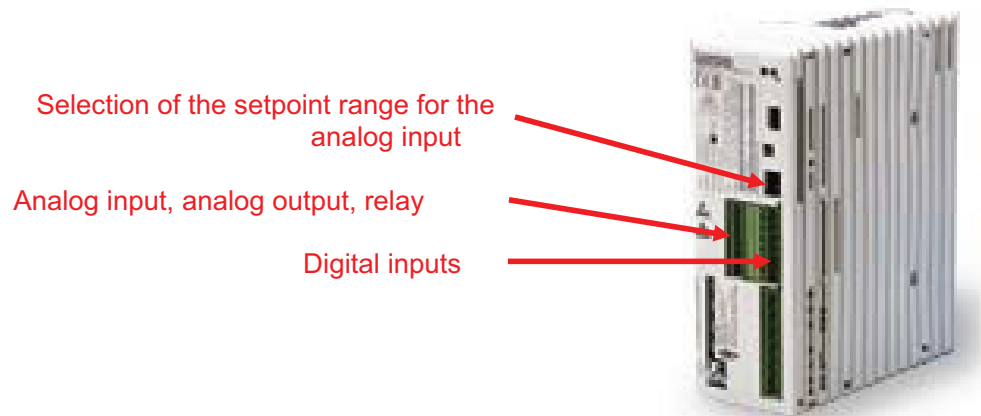 Selection of the setpoint range for the
analog input
Analog input, analog output, relay
Digital inputs